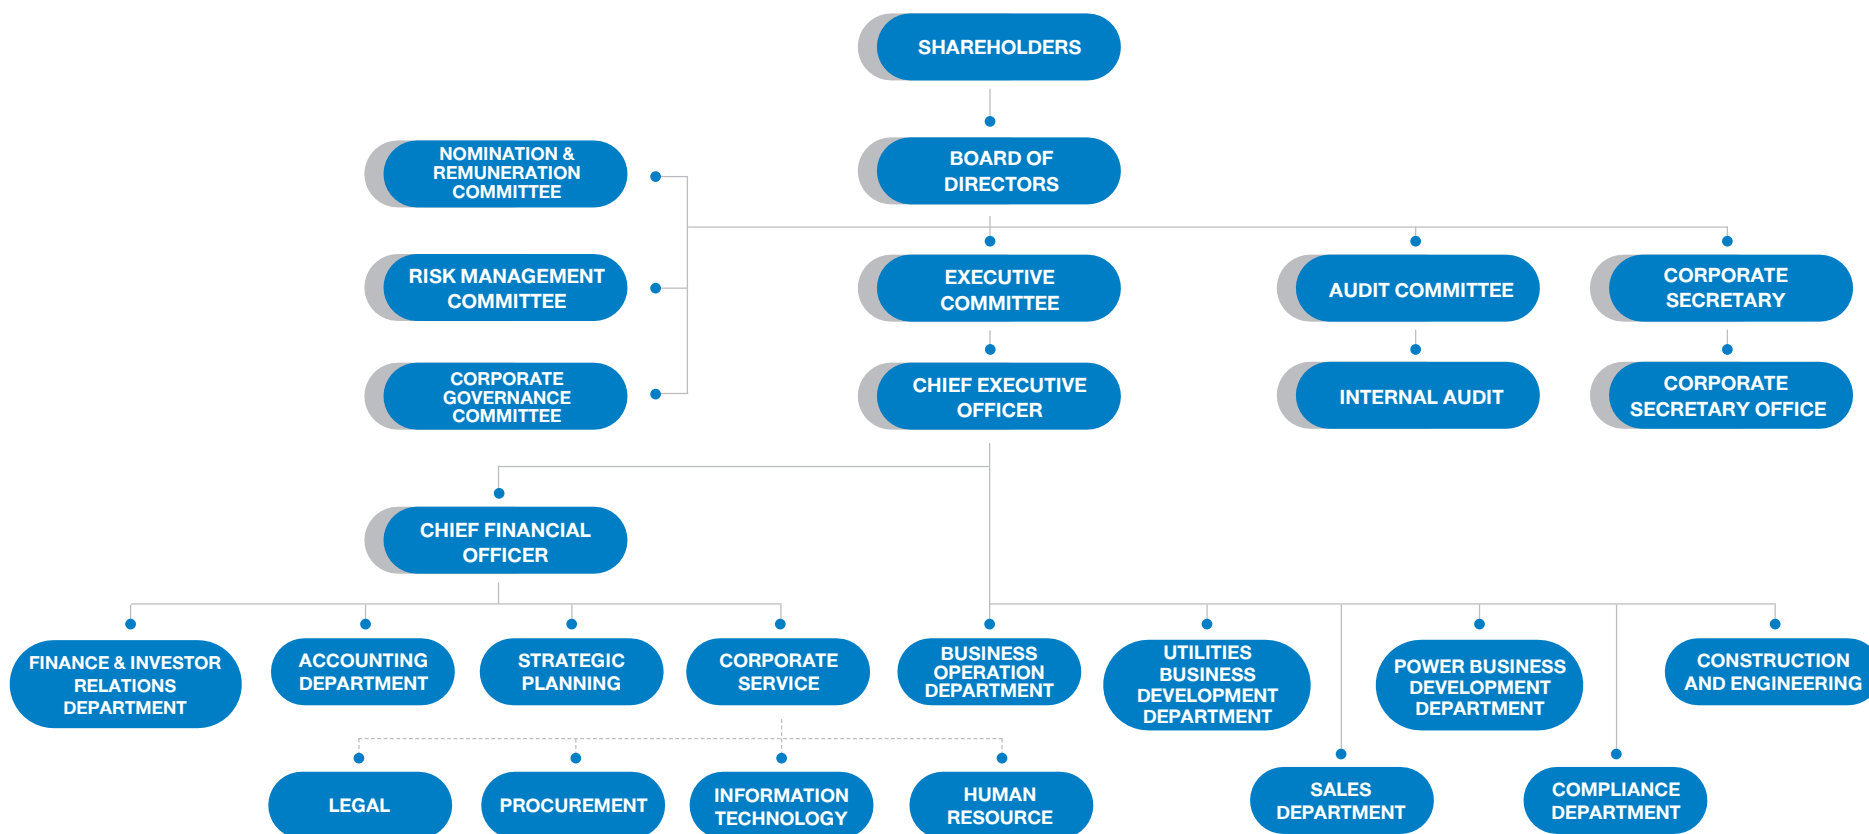 SHAREHOLDERS
NOMINATION &
REMUNERATION
COMMITTEE
BOARD OF
DIRECTORS
RISK MANAGEMENT
COMMITTEE
EXECUTIVE
COMMITTEE
AUDIT COMMITTEE
CORPORATE
SECRETARY
CORPORATE
GOVERNANCE
COMMITTEE
CHIEF EXECUTIVE
OFFICER
INTERNAL AUDIT
CORPORATE
SECRETARY OFFICE
CHIEF FINANCIAL
OFFICER
FINANCE & INVESTOR
RELATIONS
DEPARTMENT
ACCOUNTING
DEPARTMENT
STRATEGIC
PLANNING
CORPORATE
SERVICE
BUSINESS
OPERATION
DEPARTMENT
UTILITIES
BUSINESS
DEVELOPMENT
DEPARTMENT
POWER BUSINESS
DEVELOPMENT
DEPARTMENT
CONSTRUCTION
AND ENGINEERING
LEGAL
PROCUREMENT
INFORMATION
TECHNOLOGY
HUMAN
RESOURCE
SALES
DEPARTMENT
COMPLIANCE
DEPARTMENT